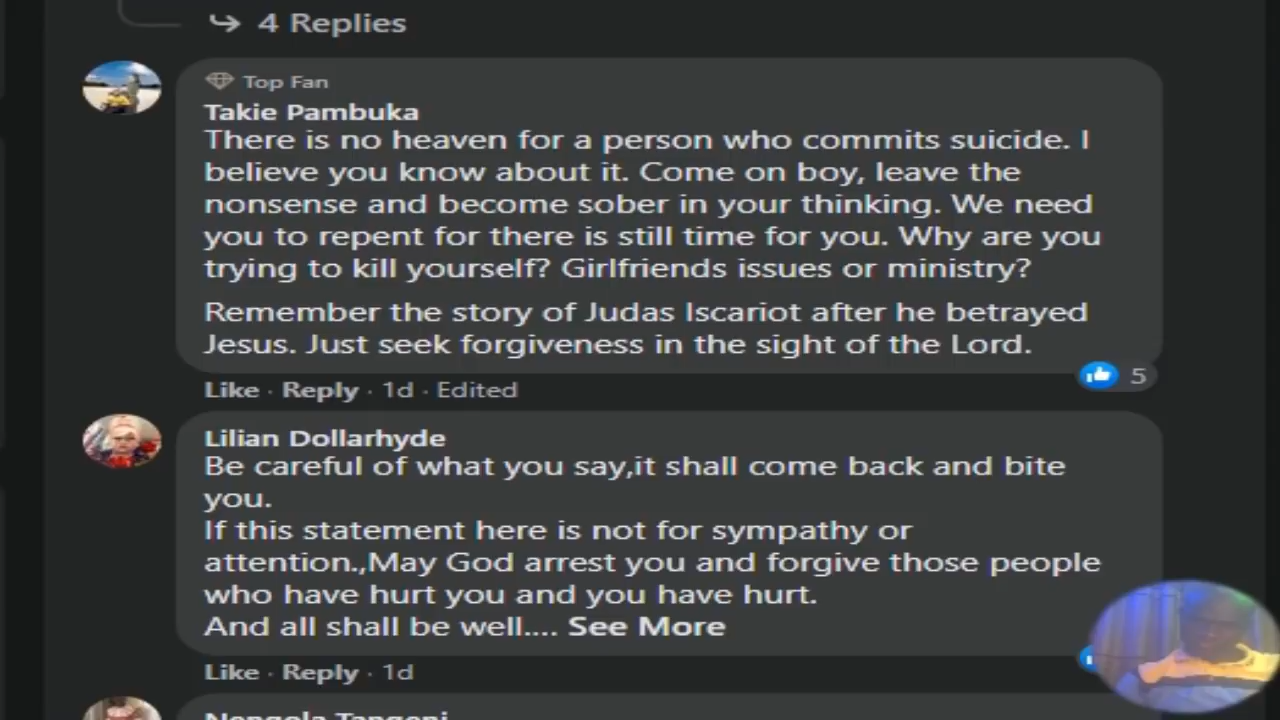 4 Replies
Top Fan
Takie Pambuka
There is no heaven for a person who commits suicide. I
believe you know about it. Come on boy, leave the
nonsense and become sober in your thinking. We need
you to repent for there is still time for you. Why are you
trying to kill yourself? Girlfriends issues or ministry?
Remember the story of Judas Iscariot after he betrayed
Jesus. Just seek forgiveness in the sight of the Lord.
5
Like · Reply · 1d · Edited
Lilian Dollarhyde
Be careful of what you say,it shall come back and bite
you.
If this statement here is not for sympathy or
attention.,May God arrest you and forgive those people
who have hurt you and you have hurt.
And all shall be well.... See More
Like · Reply · 1d